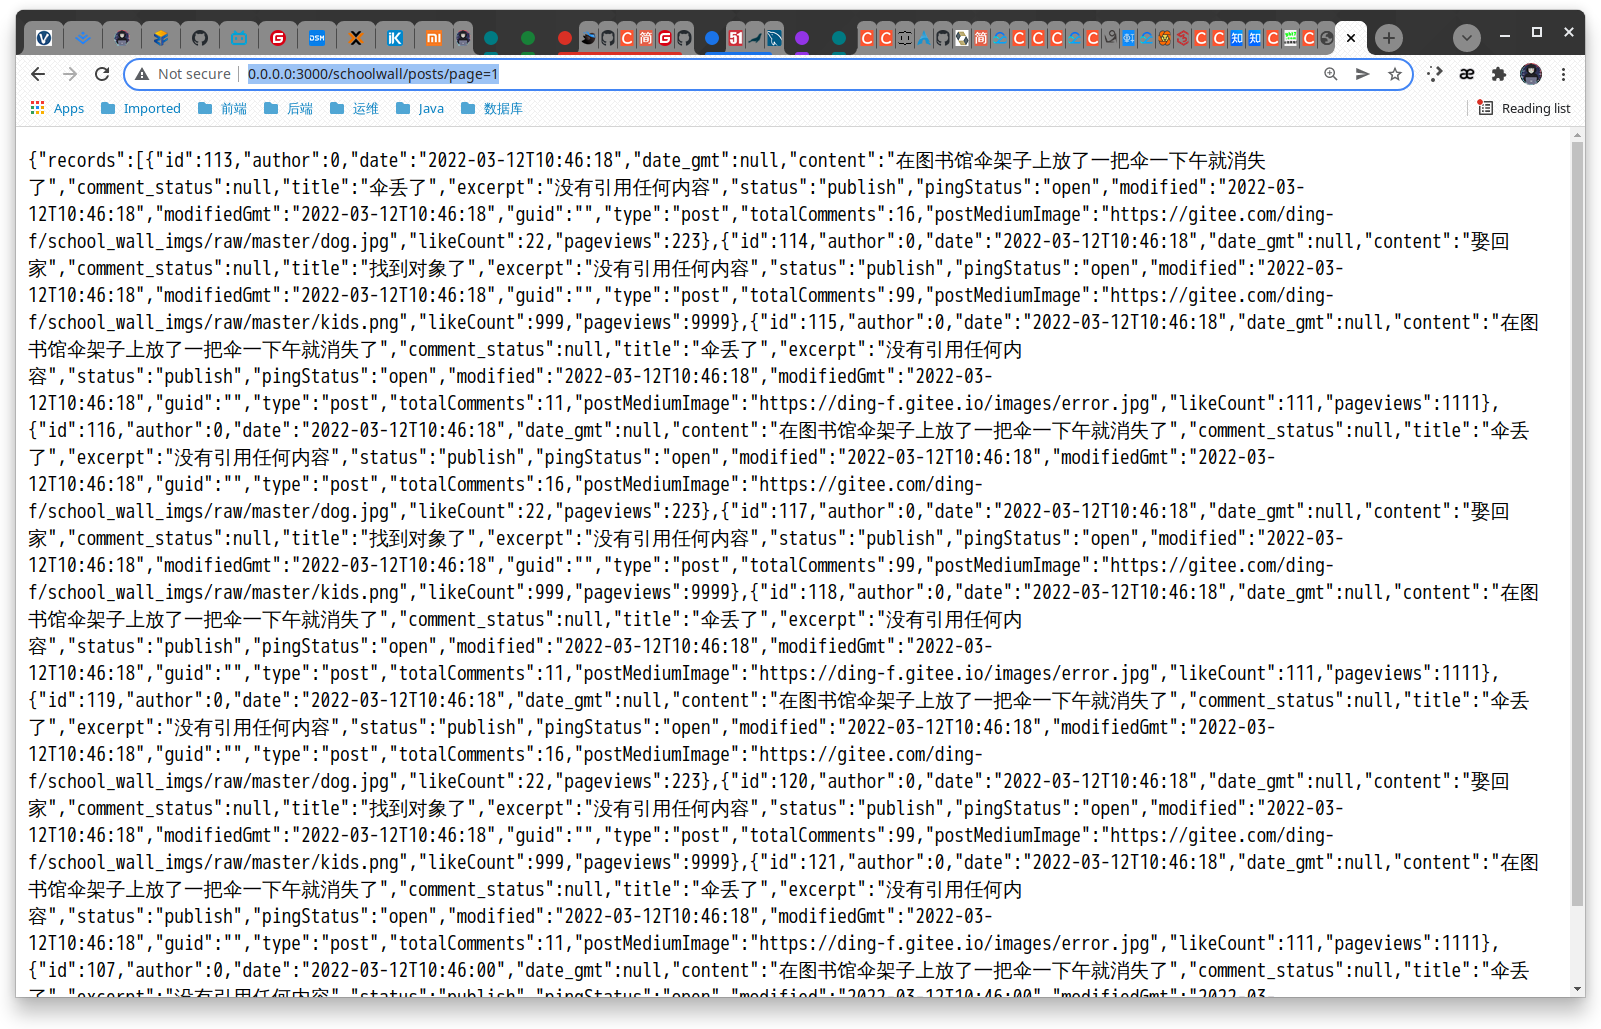 Not secure
0.0.0.0:3000/schoolwall/posts/page=1
Apps
Imported
前端
后端
运维
Java
数据库
Reading list
{"records":[{"id":113,"author":0,"date":"2022-03-12T10:46:18","date_gmt":null,"content":"在图书馆伞架子上放了一把伞一下午就消失
了","comment_status":null,"title":"伞丢了","excerpt":"没有引用任何内容","status":"publish","pingStatus":"open","modified":"2022-03-
12T10:46:18","modifiedGmt":"2022-03-12T10:46:18","guid":"","type":"post","totalComments":16,"postMediumImage":"https://gitee.com/ding-
f/school_wall_imgs/raw/master/dog.jpg","likeCount":22,"pageviews":223},{"id":114,"author":0,"date":"2022-03-12T10:46:18","date_gmt":null,"content":"娶回
家","comment_status":null,"title":"找到对象了","excerpt":"没有引用任何内容","status":"publish","pingStatus":"open","modified":"2022-03-
12T10:46:18","modifiedGmt":"2022-03-12T10:46:18","guid":"","type":"post","totalComments":99,"postMediumImage":"https://gitee.com/ding-
f/school_wall_imgs/raw/master/kids.png","likeCount":999,"pageviews":9999},{"id":115,"author":0,"date":"2022-03-12T10:46:18","date_gmt":null,"content":"在图
书馆伞架子上放了一把伞一下午就消失了","comment_status":null,"title":"伞丢了","excerpt":"没有引用任何内
容","status":"publish","pingStatus":"open","modified":"2022-03-12T10:46:18","modifiedGmt":"2022-03-
12T10:46:18","guid":"","type":"post","totalComments":11,"postMediumImage":"https://ding-f.gitee.io/images/error.jpg","likeCount":111,"pageviews":1111},
{"id":116,"author":0,"date":"2022-03-12T10:46:18","date_gmt":null,"content":"在图书馆伞架子上放了一把伞一下午就消失了","comment_status":null,"title":"伞丢
了","excerpt":"没有引用任何内容","status":"publish","pingStatus":"open","modified":"2022-03-12T10:46:18","modifiedGmt":"2022-03-
12T10:46:18","guid":"","type":"post","totalComments":16,"postMediumImage":"https://gitee.com/ding-
f/school_wall_imgs/raw/master/dog.jpg","likeCount":22,"pageviews":223},{"id":117,"author":0,"date":"2022-03-12T10:46:18","date_gmt":null,"content":"娶回
家","comment_status":null,"title":"找到对象了","excerpt":"没有引用任何内容","status":"publish","pingStatus":"open","modified":"2022-03-
12T10:46:18","modifiedGmt":"2022-03-12T10:46:18","guid":"","type":"post","totalComments":99,"postMediumImage":"https://gitee.com/ding-
f/school_wall_imgs/raw/master/kids.png","likeCount":999,"pageviews":9999},{"id":118,"author":0,"date":"2022-03-12T10:46:18","date_gmt":null,"content":"在图
书馆伞架子上放了一把伞一下午就消失了","comment_status":null,"title":"伞丢了","excerpt":"没有引用任何内
容","status":"publish","pingStatus":"open","modified":"2022-03-12T10:46:18","modifiedGmt":"2022-03-
12T10:46:18","guid":"","type":"post","totalComments":11,"postMediumImage":"https://ding-f.gitee.io/images/error.jpg","likeCount":111,"pageviews":1111},
{"id":119,"author":0,"date":"2022-03-12T10:46:18","date_gmt":null,"content":"在图书馆伞架子上放了一把伞一下午就消失了","comment_status":null,"title":"伞丢
了","excerpt":"没有引用任何内容","status":"publish","pingStatus":"open","modified":"2022-03-12T10:46:18","modifiedGmt":"2022-03-
12T10:46:18","guid":"","type":"post","totalComments":16,"postMediumImage":"https://gitee.com/ding-
f/school_wall_imgs/raw/master/dog.jpg","likeCount":22,"pageviews":223},{"id":120,"author":0,"date":"2022-03-12T10:46:18","date_gmt":null,"content":"娶回
家","comment_status":null,"title":"找到对象了","excerpt":"没有引用任何内容","status":"publish","pingStatus":"open","modified":"2022-03-
12T10:46:18","modifiedGmt":"2022-03-12T10:46:18","guid":"","type":"post","totalComments":99,"postMediumImage":"https://gitee.com/ding-
f/school_wall_imgs/raw/master/kids.png","likeCount":999,"pageviews":9999},{"id":121,"author":0,"date":"2022-03-12T10:46:18","date_gmt":null,"content":"在图
书馆伞架子上放了一把伞一下午就消失了","comment_status":null,"title":"伞丢了","excerpt":"没有引用任何内
容","status":"publish","pingStatus":"open","modified":"2022-03-12T10:46:18","modifiedGmt":"2022-03-
12T10:46:18","guid":"","type":"post","totalComments":11,"postMediumImage":"https://ding-f.gitee.io/images/error.jpg","likeCount":111,"pageviews":1111},
{"id":107,"author":0,"date":"2022-03-12T10:46:00","date_gmt":null,"content":"在图书馆伞架子上放了一把伞一下午就消失了","comment_status":null,"title":"伞丢
了","excerpt":"没有引用任何内容","status":"publish","pingStatus":"open","modified":"2022-03-12T10:46:00","modifiedGmt":"2022-03-